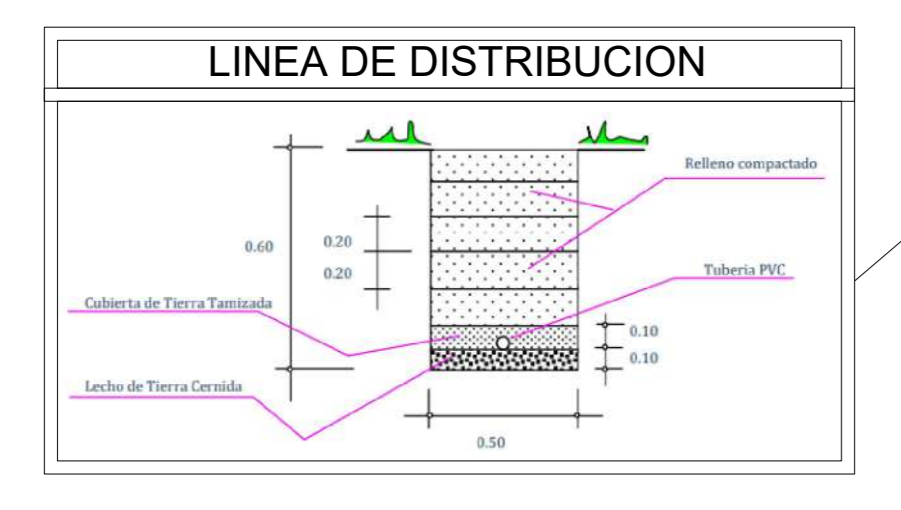 LINEA DE DISTRIBUCION
Relleno compactado
0.60
0.20
0.20
Tuberia PVC
Cubierta de Tierra Tamizada
0.10
0.10
Lecho de Tierra Cernida
0.50